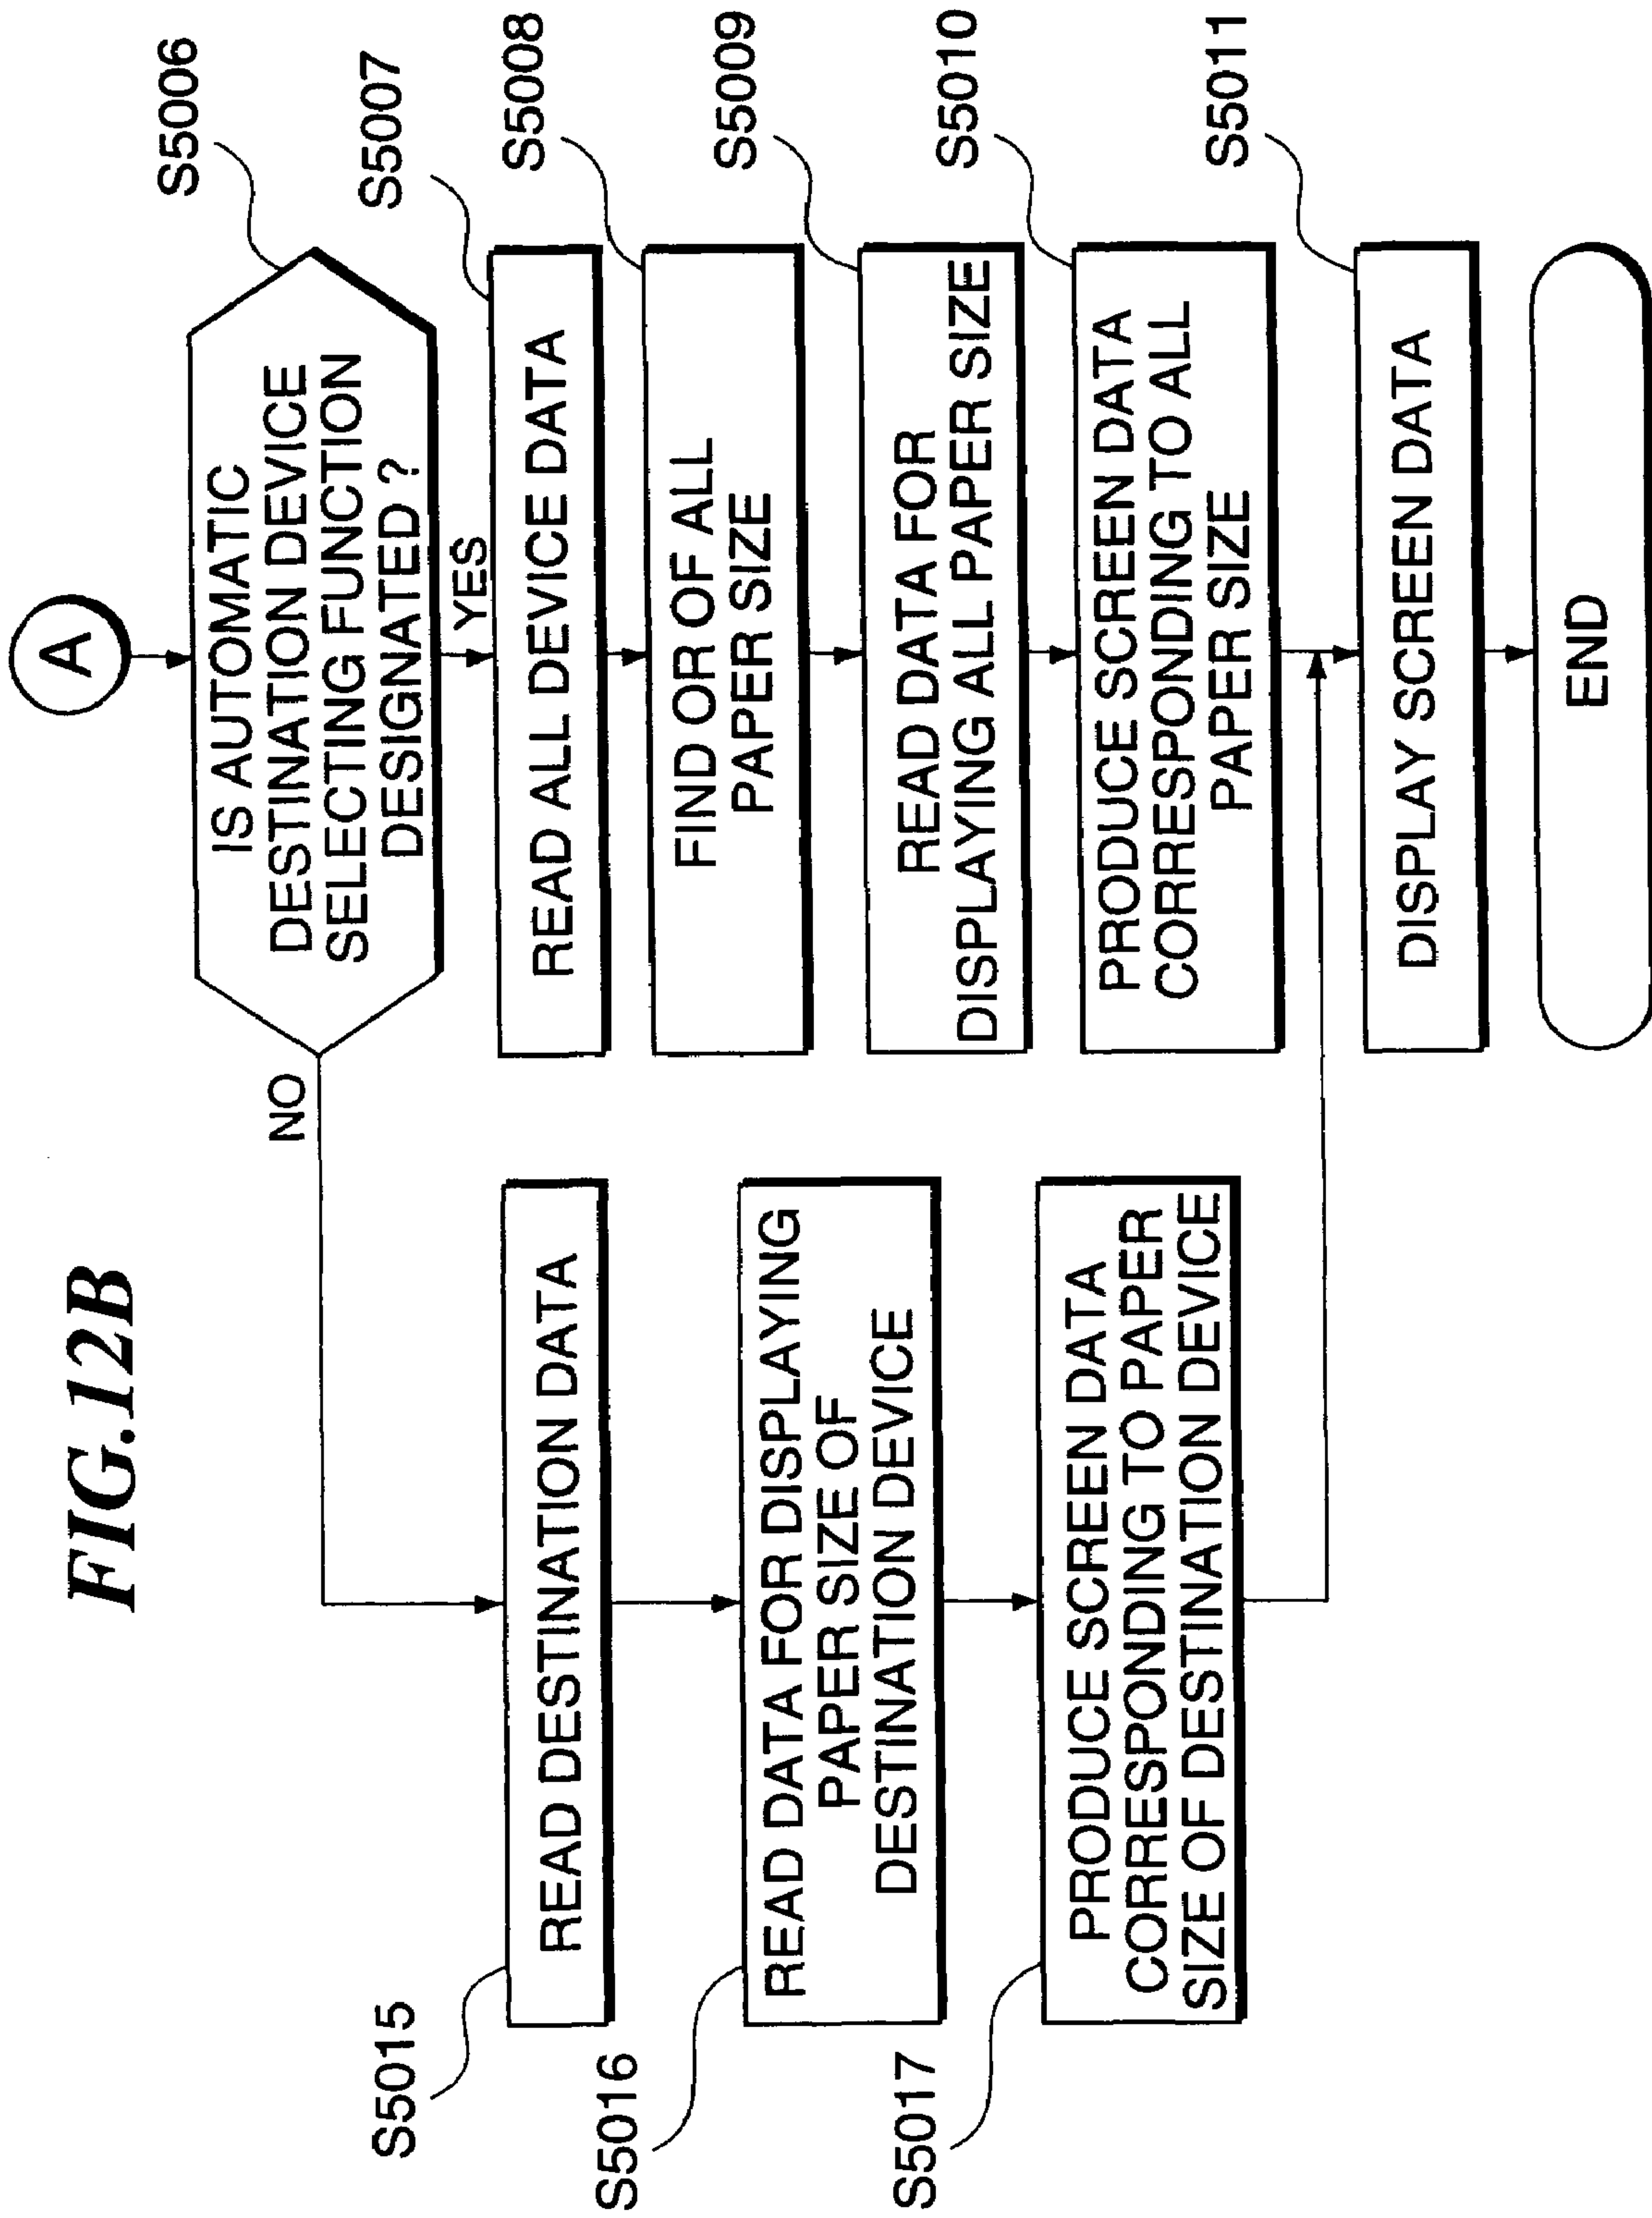 FIG.12B
A
IS AUTOMATIC
DESTINATION DEVICE
SELECTING FUNCTION
DESIGNATED ?
S5006
NO
YES
READ ALL DEVICE DATA
S5007
FIND OR OF ALL
PAPER SIZE
S5008
READ DATA FOR
DISPLAYING ALL PAPER SIZE
S5009
PRODUCE SCREEN DATA
CORRESPONDING TO ALL
PAPER SIZE
S5010
DISPLAY SCREEN DATA
S5011
END
S5015
READ DESTINATION DATA
S5016
READ DATA FOR DISPLAYING
PAPER SIZE OF
DESTINATION DEVICE
S5017
PRODUCE SCREEN DATA
CORRESPONDING TO PAPER
SIZE OF DESTINATION DEVICE